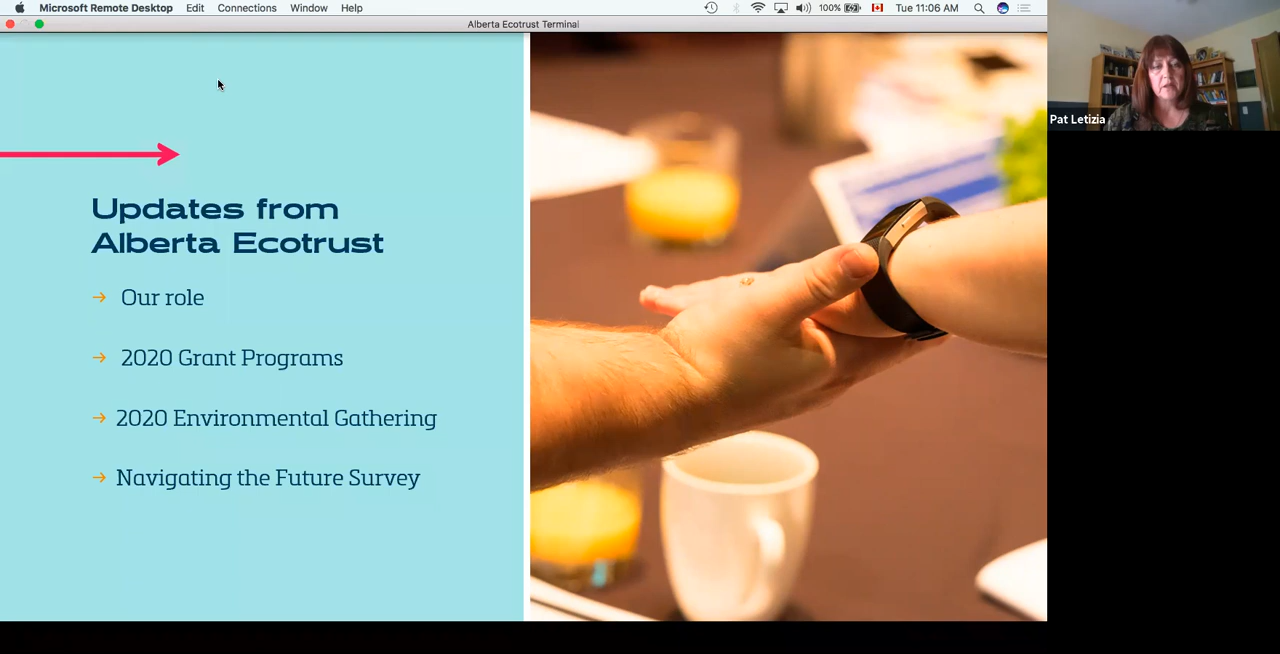 Microsoft Remote Desktop Edit Connections Window Help 100% Tue 11:06 AM
Alberta Ecotrust Terminal
Pat Letizia
Updates from
Alberta Ecotrust
→ Our role
→ 2020 Grant Programs
→ 2020 Environmental Gathering
→ Navigating the Future Survey